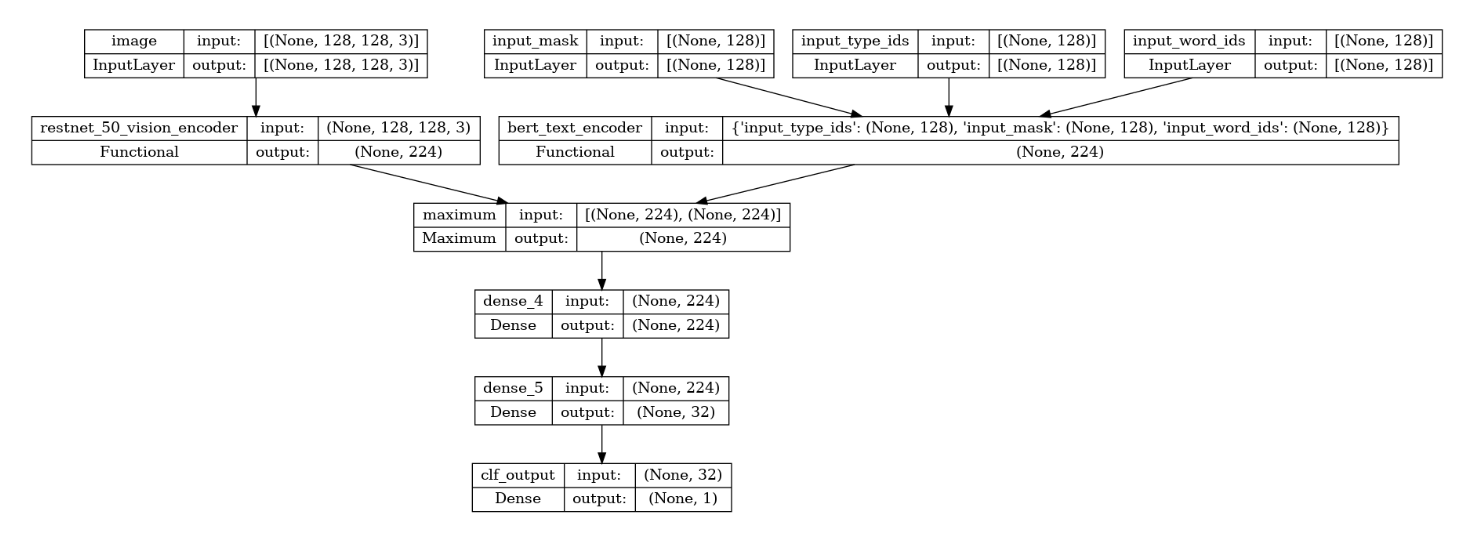 image input: [(None, 128, 128, 3)]
InputLayer output: [(None, 128, 128, 3)]
input_mask input: [(None, 128)]
InputLayer output: [(None, 128)]
input_type_ids input: [(None, 128)]
InputLayer output: [(None, 128)]
input_word_ids input: [(None, 128)]
InputLayer output: [(None, 128)]
restnet_50_vision_encoder input: (None, 128, 128, 3)
Functional output: (None, 224)
bert_text_encoder input: {'input_type_ids': (None, 128), 'input_mask': (None, 128), 'input_word_ids': (None, 128)}
Functional output: (None, 224)
maximum input: [(None, 224), (None, 224)]
Maximum output: (None, 224)
dense_4 input: (None, 224)
Dense output: (None, 224)
dense_5 input: (None, 224)
Dense output: (None, 32)
clf_output input: (None, 32)
Dense output: (None, 1)